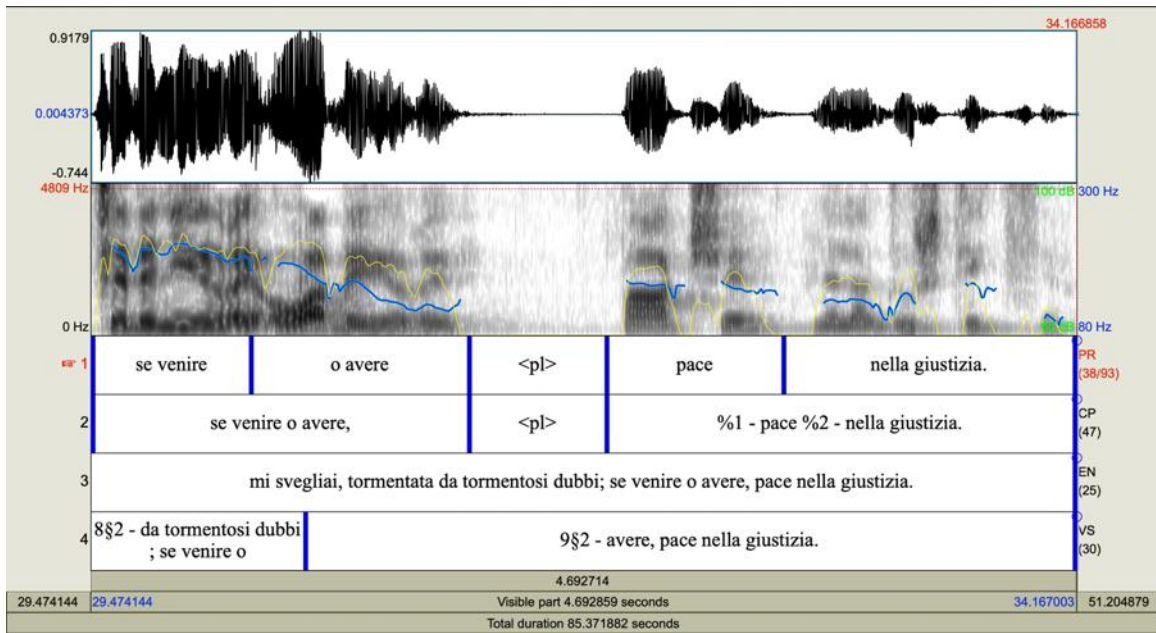 34.166858
0.9179
0.004373
-0.744
4809 Hz
100 dB 300 Hz
0 Hz
80 Hz
☞ 1 se venire o avere <pl> pace nella giustizia. PR (38/93)
2 se venire o avere, <pl> %1 - pace %2 - nella giustizia. CP (47)
3 mi svegliai, tormentata da tormentosi dubbi; se venire o avere, pace nella giustizia. EN (25)
4 8§2 - da tormentosi dubbi
; se venire o
9§2 - avere, pace nella giustizia. VS (30)
4.692714
29.474144 29.474144 Visible part 4.692859 seconds 34.167003 51.204879
Total duration 85.371882 seconds